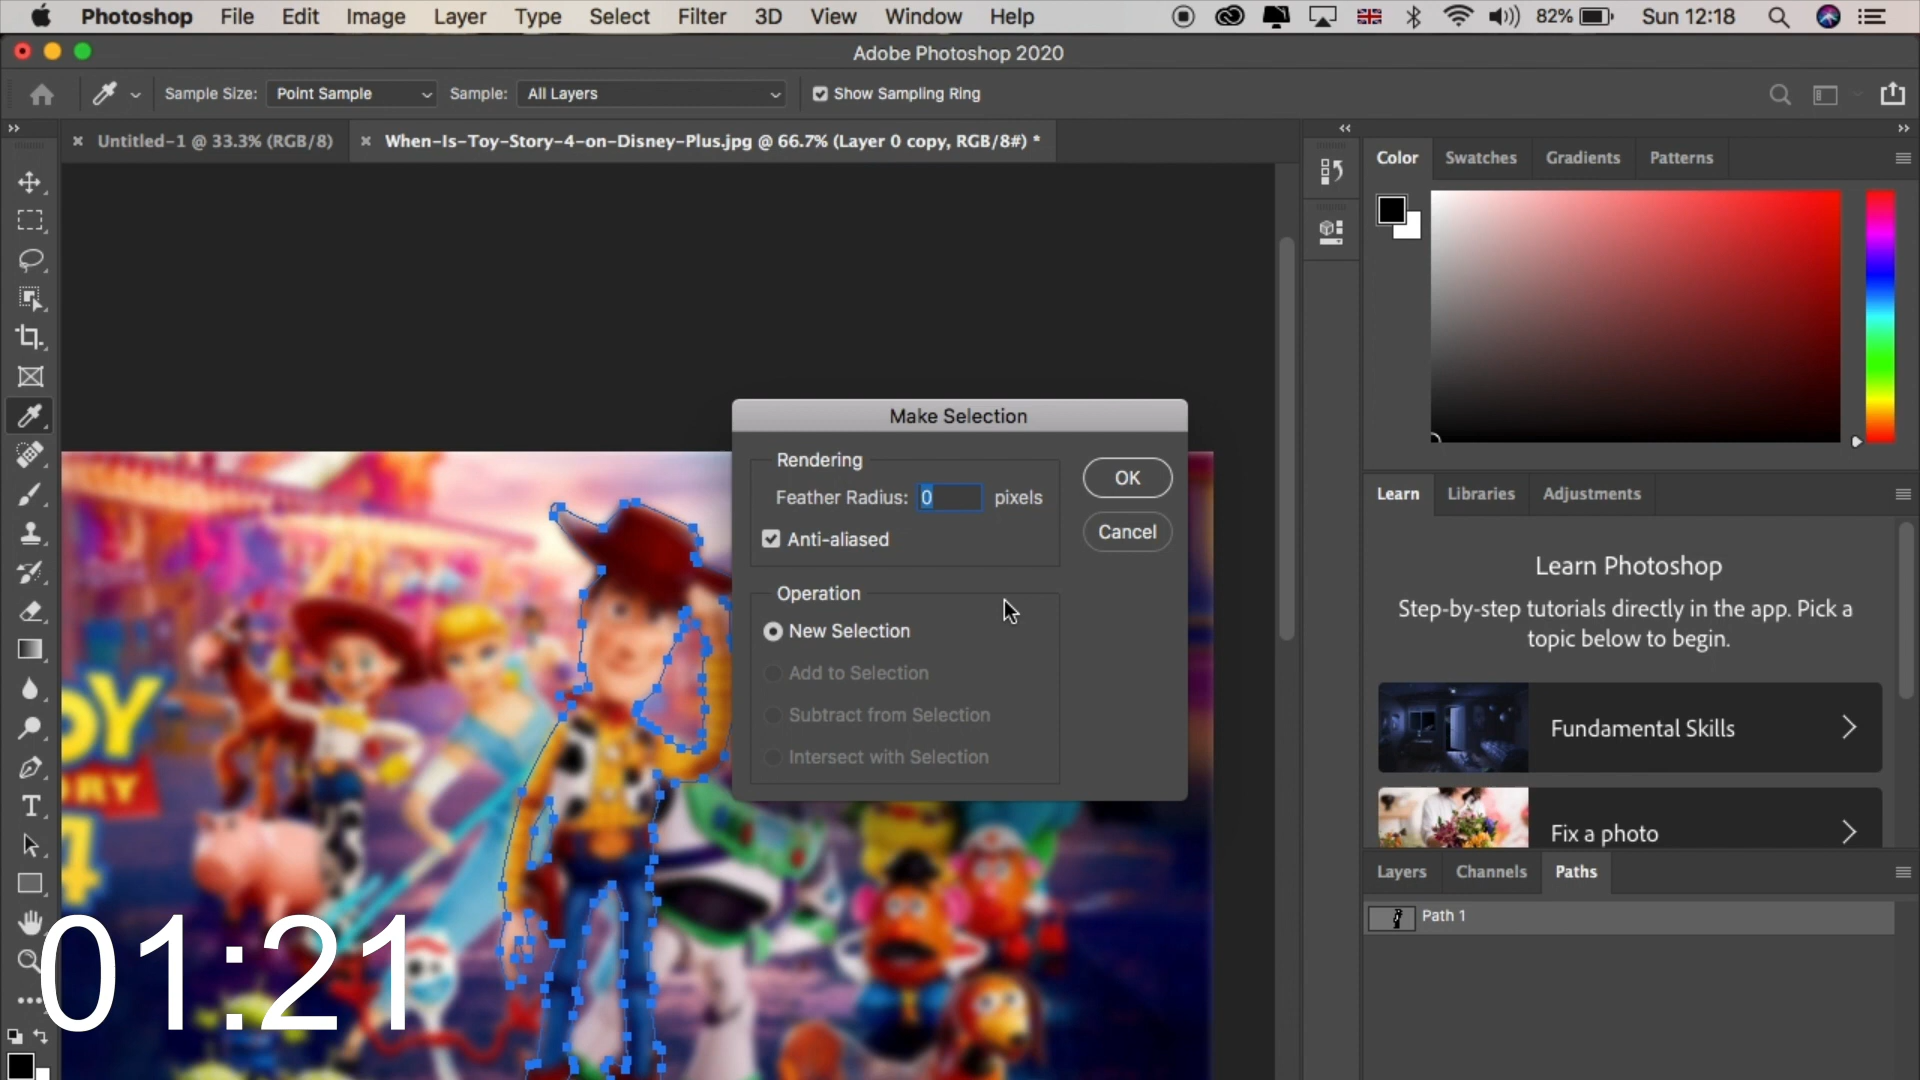 Photoshop File Edit Image Layer Type Select Filter 3D View Window Help 82% Sun 12:18
Adobe Photoshop 2020
Sample Size: Point Sample Sample: All Layers Show Sampling Ring
Untitled-1 @ 33.3% (RGB/8) When-Is-Toy-Story-4-on-Disney-Plus.jpg @ 66.7% (Layer 0 copy, RGB/8#) *
Color Swatches Gradients Patterns
Make Selection
Rendering
Feather Radius: 0 pixels
Anti-aliased
OK
Cancel
Operation
New Selection
Add to Selection
Subtract from Selection
Intersect with Selection
Learn Libraries Adjustments
Learn Photoshop
Step-by-step tutorials directly in the app. Pick a
topic below to begin.
Fundamental Skills
Fix a photo
Layers Channels Paths
Path 1
OY
ORY
4
01:21